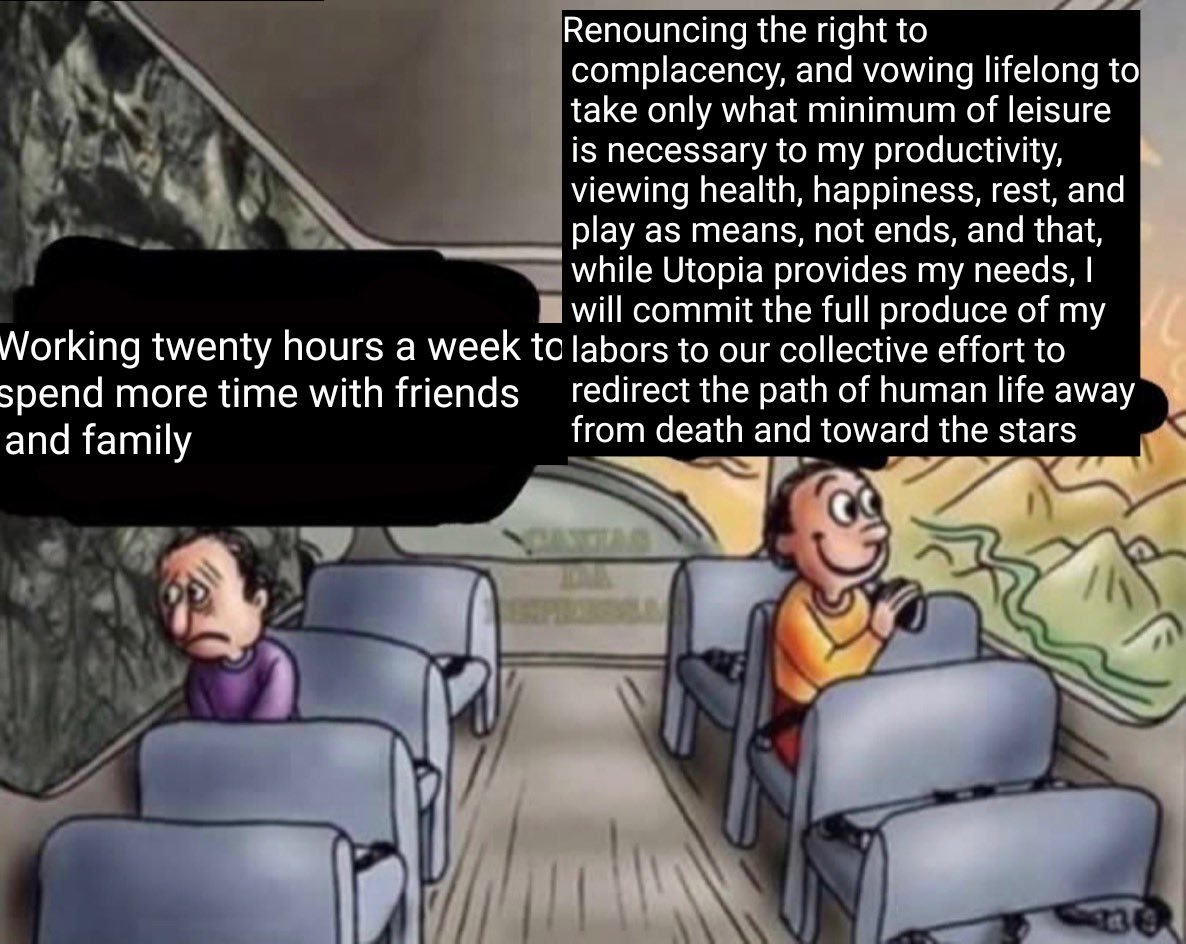 Renouncing the right to
complacency, and vowing lifelong to
take only what minimum of leisure
is necessary to my productivity,
viewing health, happiness, rest, and
play as means, not ends, and that,
while Utopia provides my needs, I
will commit the full produce of my
labors to our collective effort to
redirect the path of human life away
from death and toward the stars
Working twenty hours a week to
spend more time with friends
and family
CAXIAS
DA
DEPRESSÃO